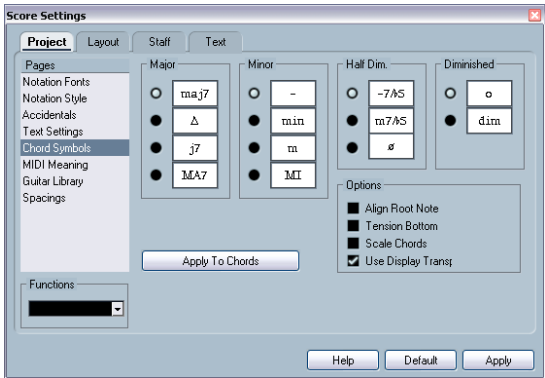 Score Settings
Project Layout Staff Text
Pages
Notation Fonts
Notation Style
Accidentals
Text Settings
Chord Symbols
MIDI Meaning
Guitar Library
Spacings
Functions
Major
maj7
Δ
j7
MA7
Minor
-
min
m
MI
Half Dim.
-7/♭5
m7/♭5
ø
Diminished
o
dim
Options
Align Root Note
Tension Bottom
Scale Chords
Use Display Transp
Apply To Chords
Help Default Apply